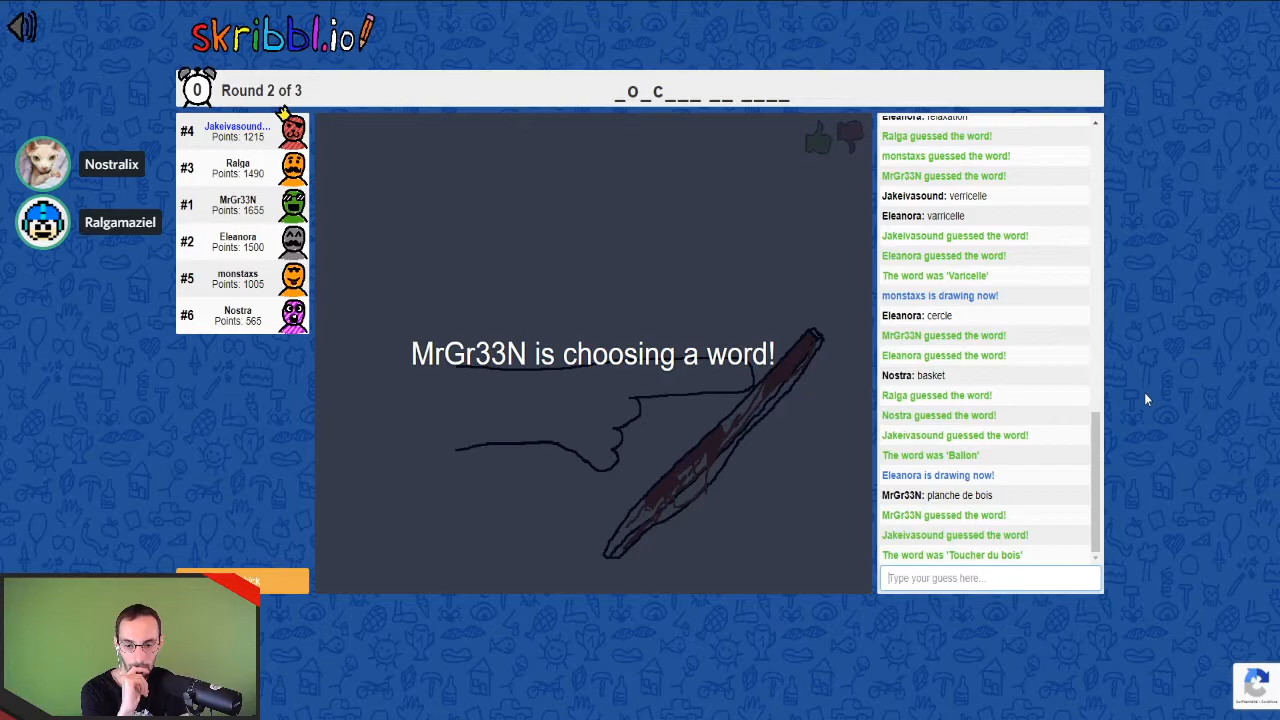 skribbl.io
0
Round 2 of 3
_o_c___ __ ____
#4
Jakeivasound...
Points: 1215
#3
Ralga
Points: 1490
#1
MrGr33N
Points: 1655
#2
Eleanora
Points: 1500
#5
monstaxs
Points: 1005
#6
Nostra
Points: 565
Nostralix
Ralgamaziel
MrGr33N is choosing a word!
Eleanora: relaxation
Ralga guessed the word!
monstaxs guessed the word!
MrGr33N guessed the word!
Jakeivasound: verricelle
Eleanora: varricelle
Jakeivasound guessed the word!
Eleanora guessed the word!
The word was 'Varicelle'
monstaxs is drawing now!
Eleanora: cercle
MrGr33N guessed the word!
Eleanora guessed the word!
Nostra: basket
Ralga guessed the word!
Nostra guessed the word!
Jakeivasound guessed the word!
The word was 'Ballon'
Eleanora is drawing now!
MrGr33N: planche de bois
MrGr33N guessed the word!
Jakeivasound guessed the word!
The word was 'Toucher du bois'
Type your guess here...